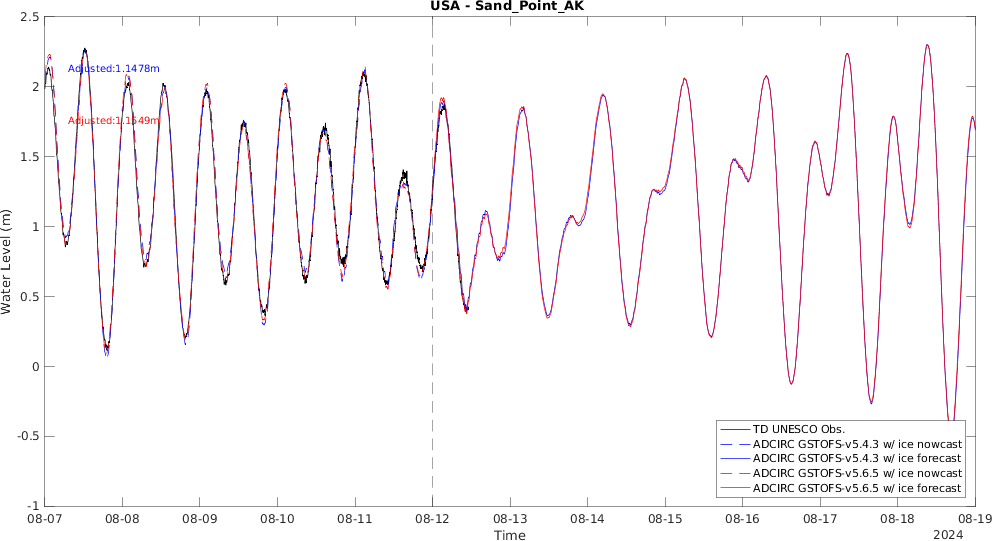 USA - Sand_Point_AK
2.5
2
1.5
1
0.5
0
-0.5
-1
Water Level (m)
Adjusted:1.1478m
Adjusted:1.1549m
TD UNESCO Obs.
ADCIRC GSTOFS-v5.4.3 w/ ice nowcast
ADCIRC GSTOFS-v5.4.3 w/ ice forecast
ADCIRC GSTOFS-v5.6.5 w/ ice nowcast
ADCIRC GSTOFS-v5.6.5 w/ ice forecast
08-07 08-08 08-09 08-10 08-11 08-12 08-13 08-14 08-15 08-16 08-17 08-18 08-19
Time
2024